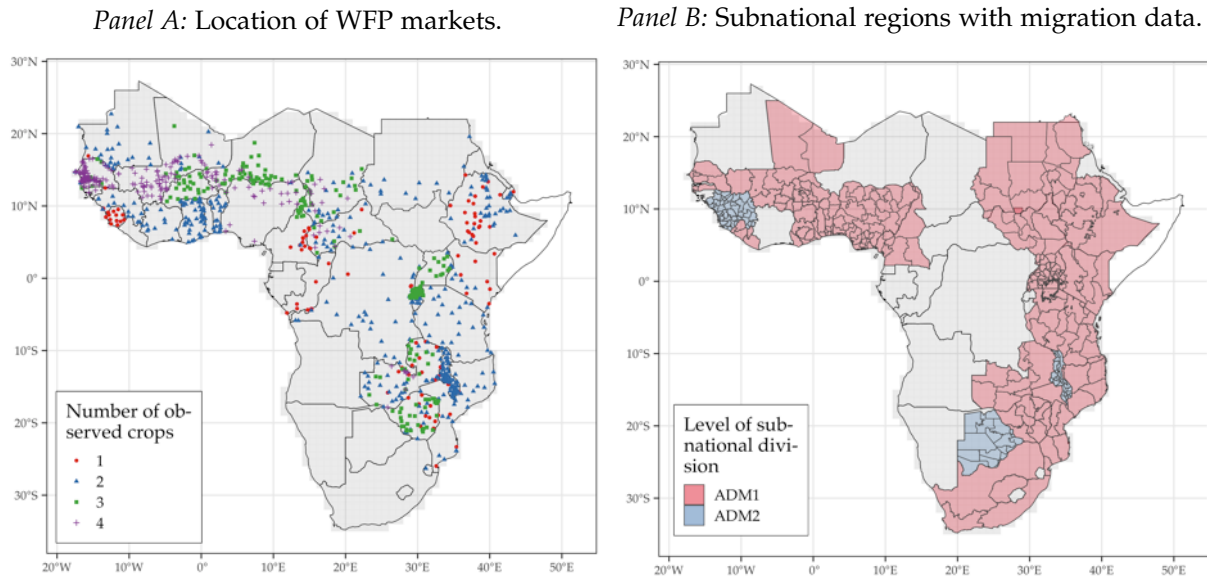 Panel A: Location of WFP markets.
30°N
20°N
10°N
0°
10°S
20°S
30°S
Number of ob-
served crops
1
2
3
4
20°W
10°W
0°
10°E
20°E
30°E
40°E
50°E
Panel B: Subnational regions with migration data.
30°N
20°N
10°N
0°
10°S
20°S
30°S
Level of sub-
national divi-
sion
ADM1
ADM2
20°W
10°W
0°
10°E
20°E
30°E
40°E
50°E